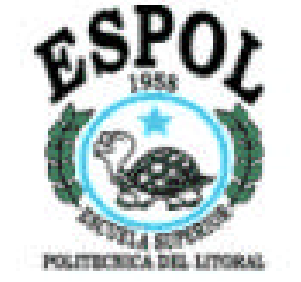 ESPOL
1958
ESCUELA SUPERIOR
POLITECNICA DEL LITORAL